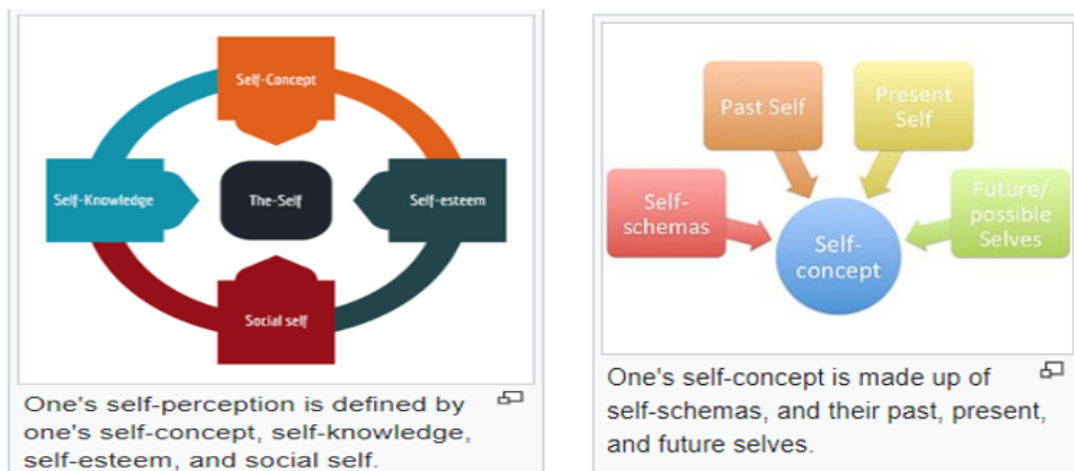 Self-Concept
Self-Knowledge
The-Self
Self-esteem
Social self
One's self-perception is defined by
one's self-concept, self-knowledge,
self-esteem, and social self.
Past Self
Present
Self
Self-
schemas
Future/
possible
Selves
Self-
concept
One's self-concept is made up of
self-schemas, and their past, present,
and future selves.